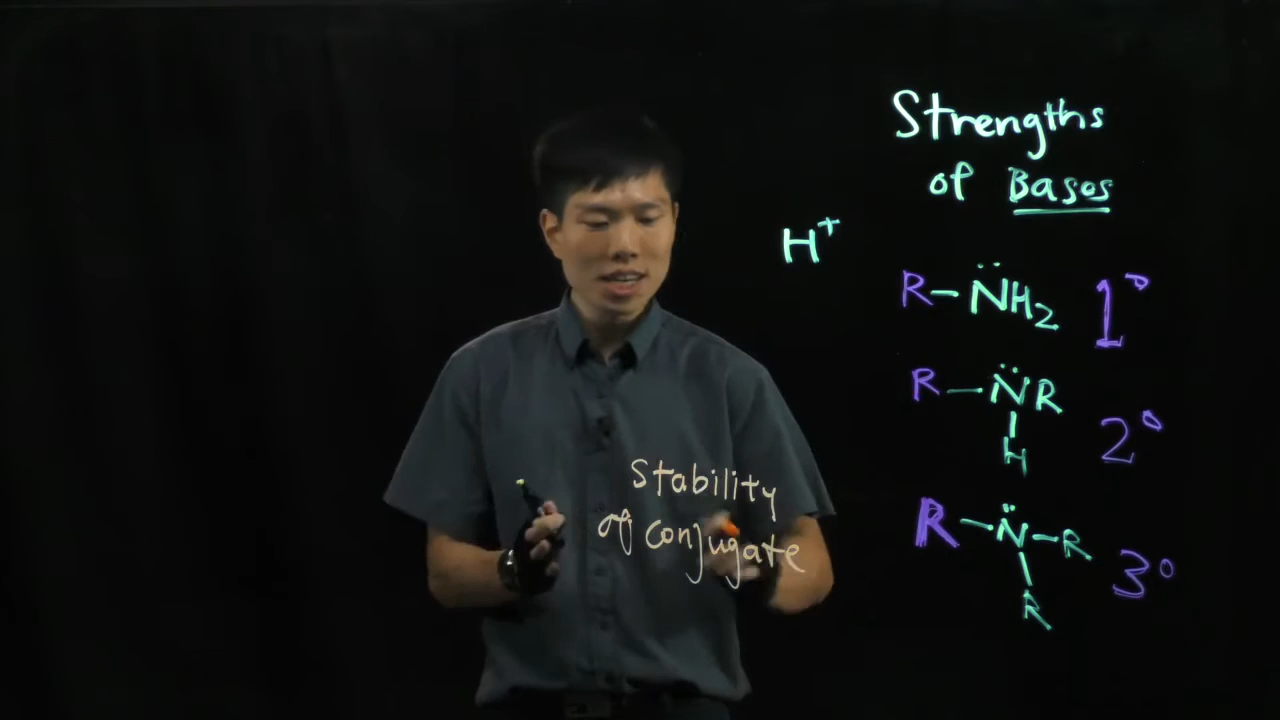 Strengths
of Bases
H⁺
R-N̈H₂ 1°
R-N̈R 2°
H
R-N̈-R 3°
R
Stability
of conjugate